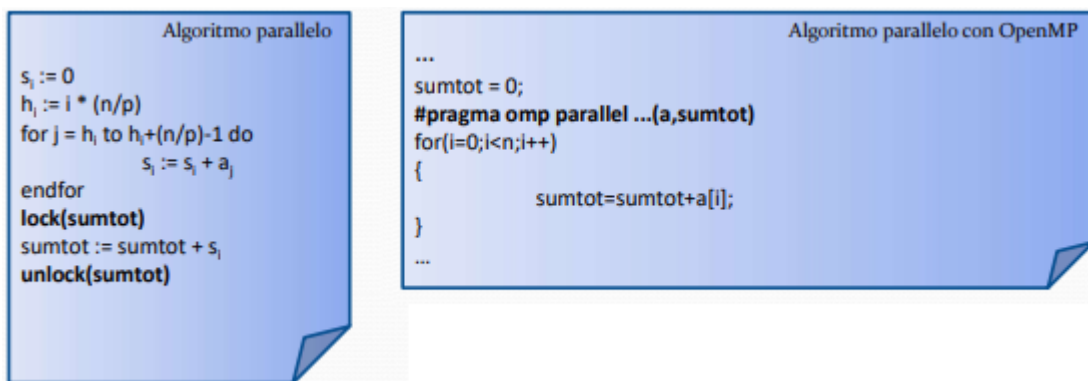 Algoritmo parallelo
sᵢ := 0
hᵢ := i * (n/p)
for j = hᵢ to hᵢ+(n/p)-1 do
sᵢ := sᵢ + aⱼ
endfor
lock(sumtot)
sumtot := sumtot + sᵢ
unlock(sumtot)
Algoritmo parallelo con OpenMP
...
sumtot = 0;
#pragma omp parallel ...(a,sumtot)
for(i=0;i<n;i++)
{
sumtot=sumtot+a[i];
}
...